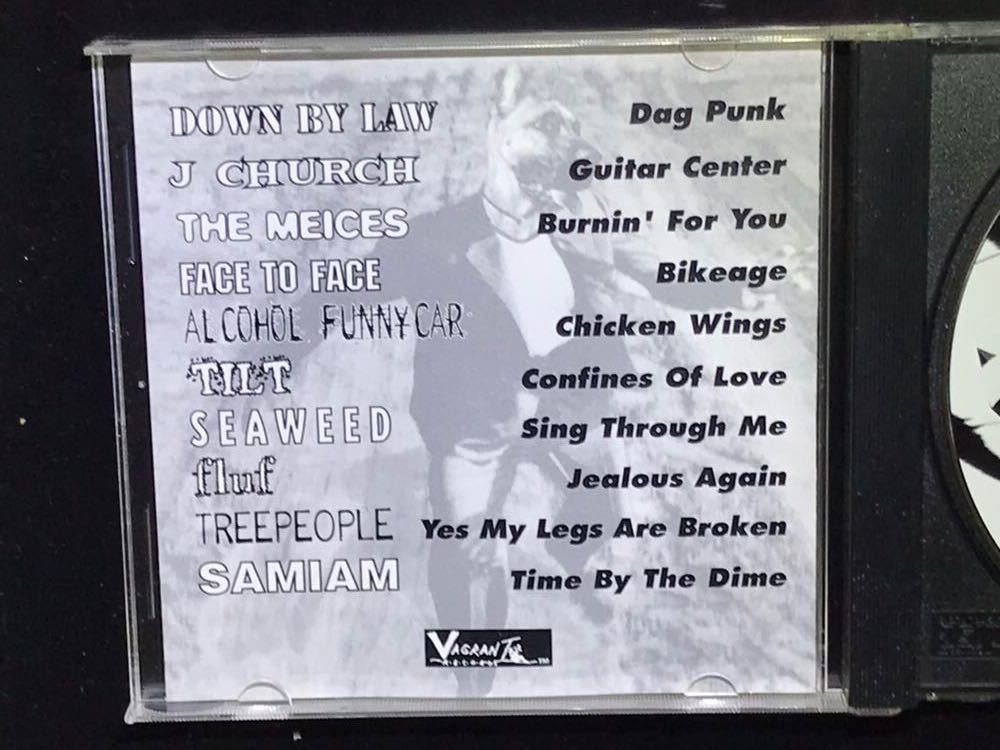 DOWN BY LAW Dag Punk
J CHURCH Guitar Center
THE MEICES Burnin' For You
FACE TO FACE Bikeage
ALCOHOL FUNNYCAR Chicken Wings
TILT Confines Of Love
SEAWEED Sing Through Me
fluf Jealous Again
TREEPEOPLE Yes My Legs Are Broken
SAMIAM Time By The Dime
VAGRANT
RECORDS TM